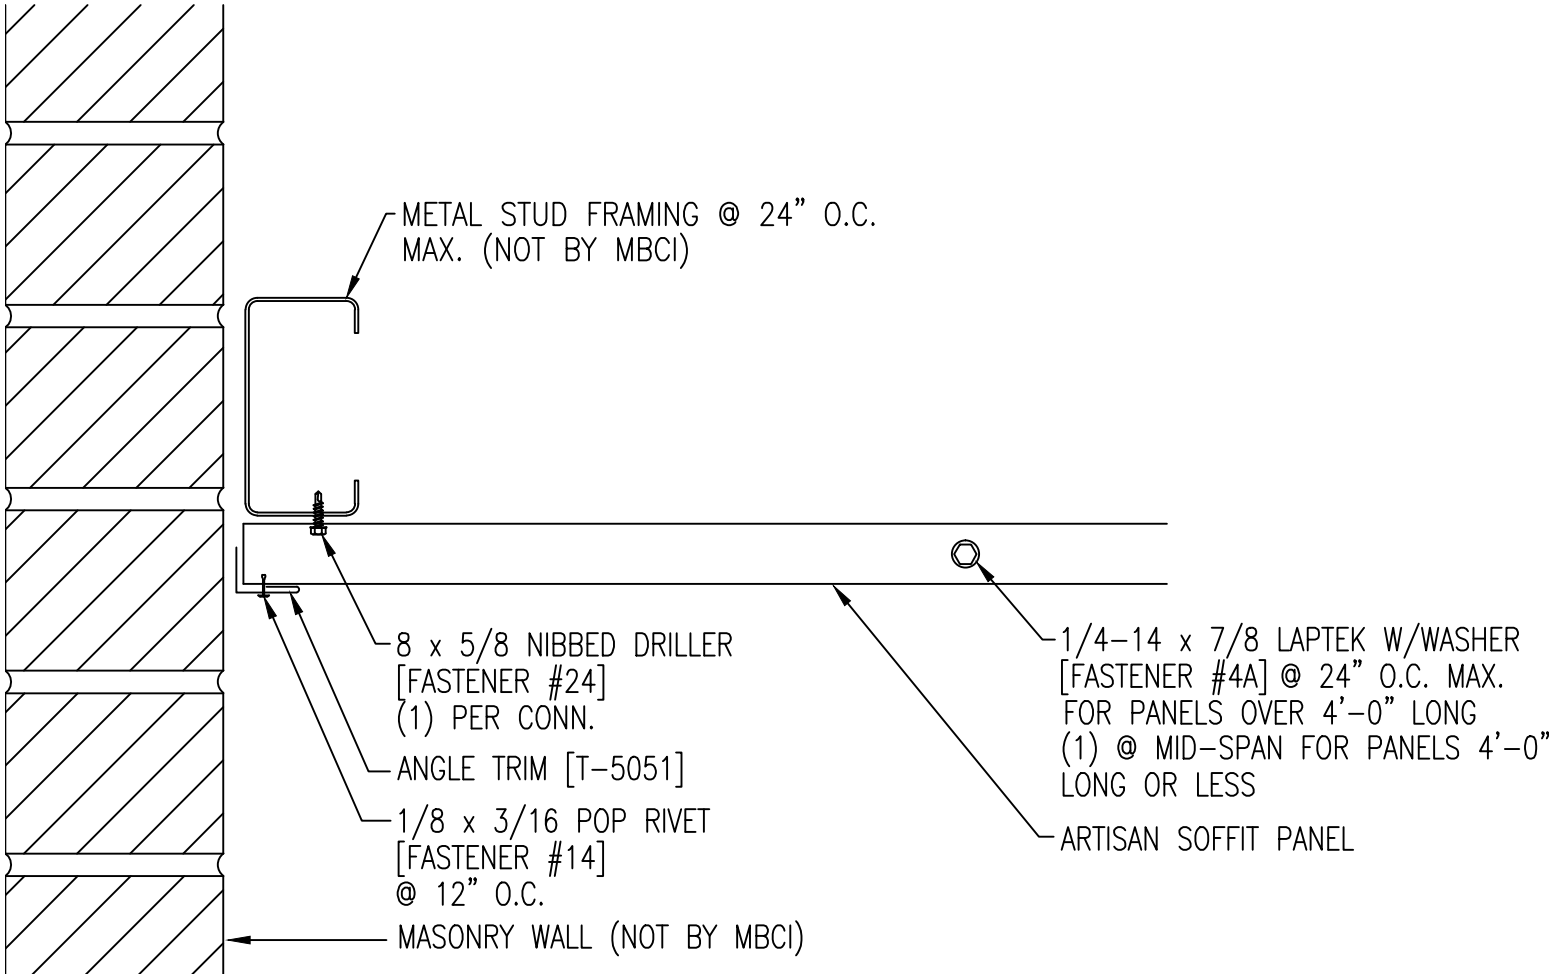 METAL STUD FRAMING @ 24" O.C.
MAX. (NOT BY MBCI)
8 x 5/8 NIBBED DRILLER
[FASTENER #24]
(1) PER CONN.
ANGLE TRIM [T-5051]
1/8 x 3/16 POP RIVET
[FASTENER #14]
@ 12" O.C.
MASONRY WALL (NOT BY MBCI)
1/4-14 x 7/8 LAPTEK W/WASHER
[FASTENER #4A] @ 24" O.C. MAX.
FOR PANELS OVER 4'-0" LONG
(1) @ MID-SPAN FOR PANELS 4'-0"
LONG OR LESS
ARTISAN SOFFIT PANEL